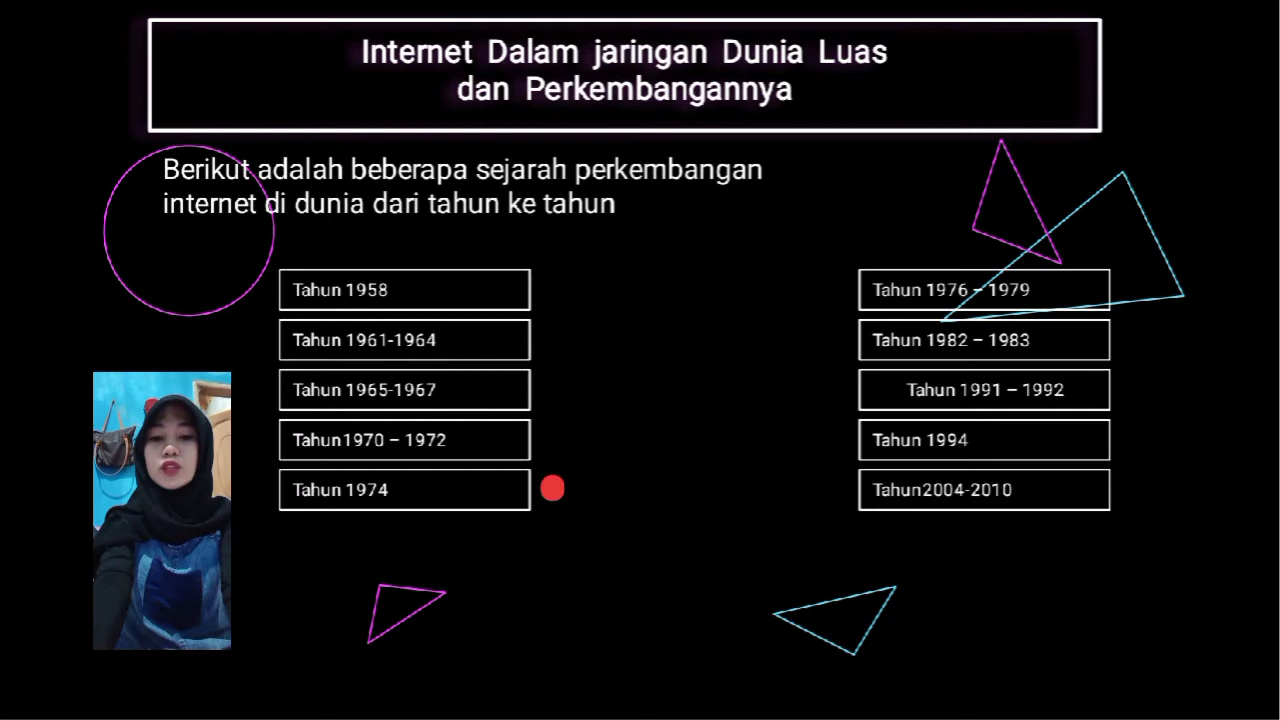 Internet Dalam jaringan Dunia Luas
dan Perkembangannya
Berikut adalah beberapa sejarah perkembangan
internet di dunia dari tahun ke tahun
Tahun 1958
Tahun 1961-1964
Tahun 1965-1967
Tahun1970 – 1972
Tahun 1974
Tahun 1976 – 1979
Tahun 1982 – 1983
Tahun 1991 – 1992
Tahun 1994
Tahun2004-2010